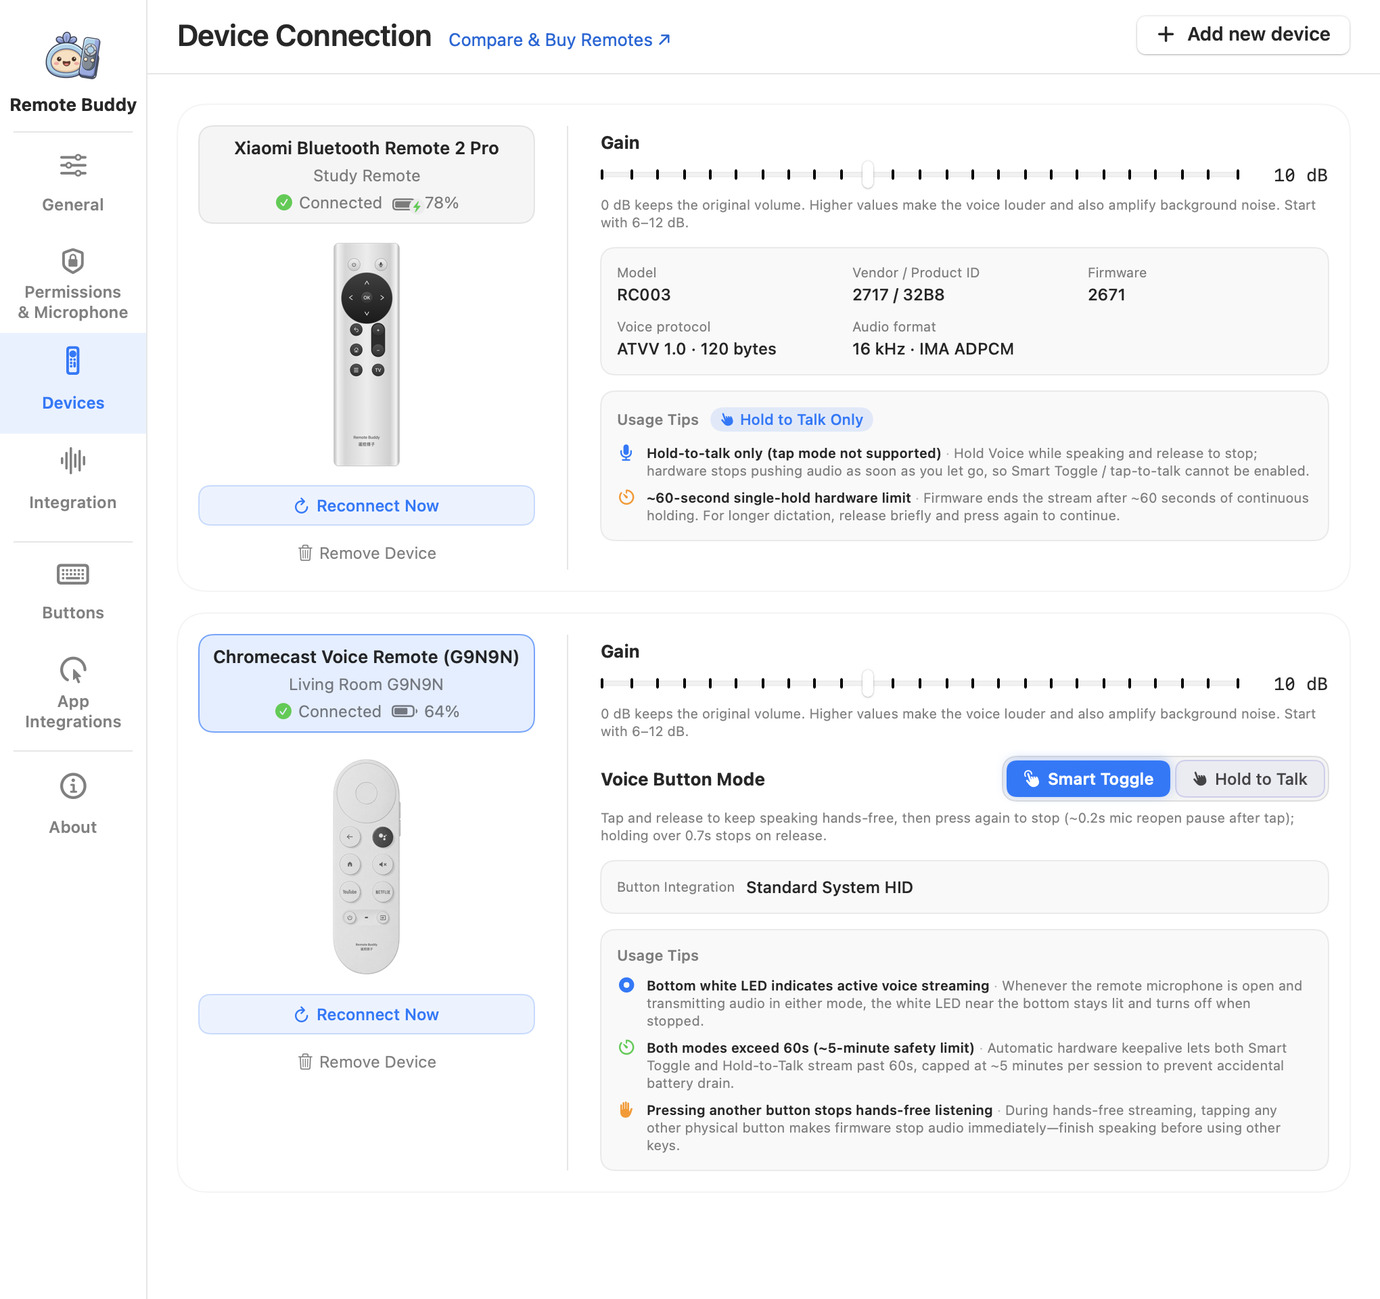 Remote Buddy
General
Permissions
& Microphone
Devices
Integration
Buttons
App
Integrations
About
Device Connection
Compare & Buy Remotes ↗
+ Add new device
Xiaomi Bluetooth Remote 2 Pro
Study Remote
Connected 78%
OK
TV
Remote Buddy
Reconnect Now
Remove Device
Gain
10 dB
0 dB keeps the original volume. Higher values make the voice louder and also amplify background noise. Start
with 6–12 dB.
Model
RC003
Vendor / Product ID
2717 / 32B8
Firmware
2671
Voice protocol
ATVV 1.0 · 120 bytes
Audio format
16 kHz · IMA ADPCM
Usage Tips
Hold to Talk Only
Hold-to-talk only (tap mode not supported) · Hold Voice while speaking and release to stop;
hardware stops pushing audio as soon as you let go, so Smart Toggle / tap-to-talk cannot be enabled.
~60-second single-hold hardware limit · Firmware ends the stream after ~60 seconds of continuous
holding. For longer dictation, release briefly and press again to continue.
Chromecast Voice Remote (G9N9N)
Living Room G9N9N
Connected 64%
YouTube
NETFLIX
Remote Buddy
Reconnect Now
Remove Device
Gain
10 dB
0 dB keeps the original volume. Higher values make the voice louder and also amplify background noise. Start
with 6–12 dB.
Voice Button Mode
Smart Toggle
Hold to Talk
Tap and release to keep speaking hands-free, then press again to stop (~0.2s mic reopen pause after tap);
holding over 0.7s stops on release.
Button Integration Standard System HID
Usage Tips
Bottom white LED indicates active voice streaming · Whenever the remote microphone is open and
transmitting audio in either mode, the white LED near the bottom stays lit and turns off when
stopped.
Both modes exceed 60s (~5-minute safety limit) · Automatic hardware keepalive lets both Smart
Toggle and Hold-to-Talk stream past 60s, capped at ~5 minutes per session to prevent accidental
battery drain.
Pressing another button stops hands-free listening · During hands-free streaming, tapping any
other physical button makes firmware stop audio immediately—finish speaking before using other
keys.